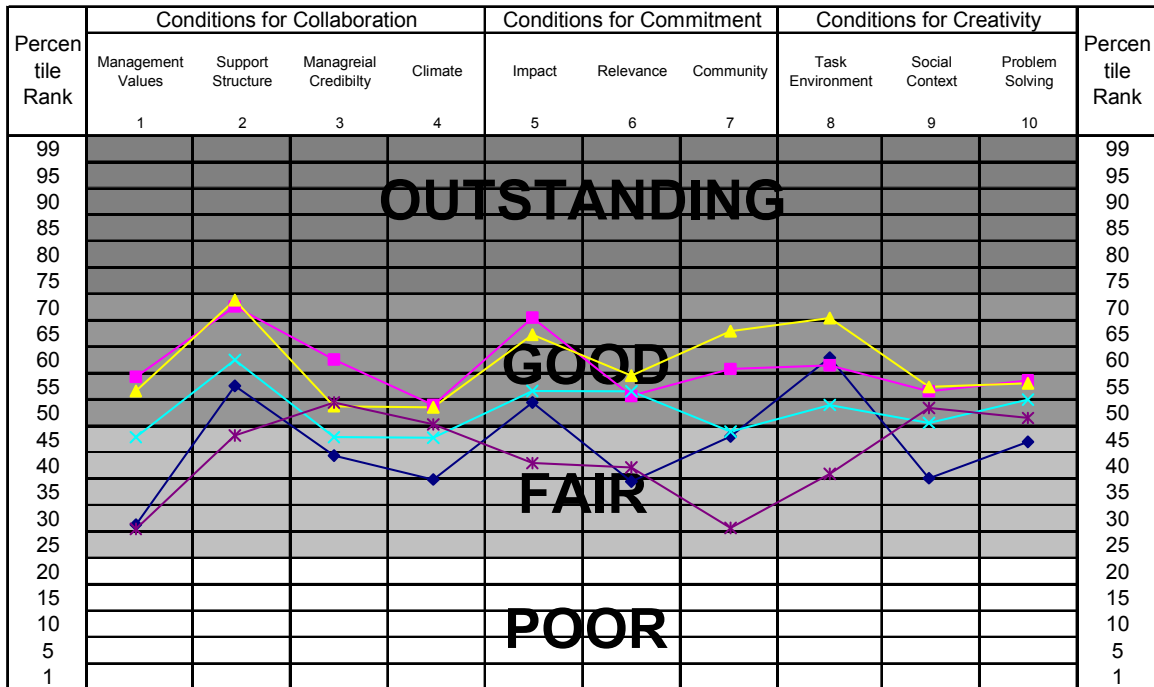 Conditions for Collaboration
Conditions for Commitment
Conditions for Creativity
Percen
tile
Rank
Management
Values
1
Support
Structure
2
Managreial
Credibilty
3
Climate
4
Impact
5
Relevance
6
Community
7
Task
Environment
8
Social
Context
9
Problem
Solving
10
Percen
tile
Rank
99 99
95 95
90 OUTSTANDING 90
85 85
80 80
75 75
70 70
65 65
60 GOOD 60
55 55
50 50
45 45
40 40
35 FAIR 35
30 30
25 25
20 20
15 15
10 POOR 10
5 5
1 1